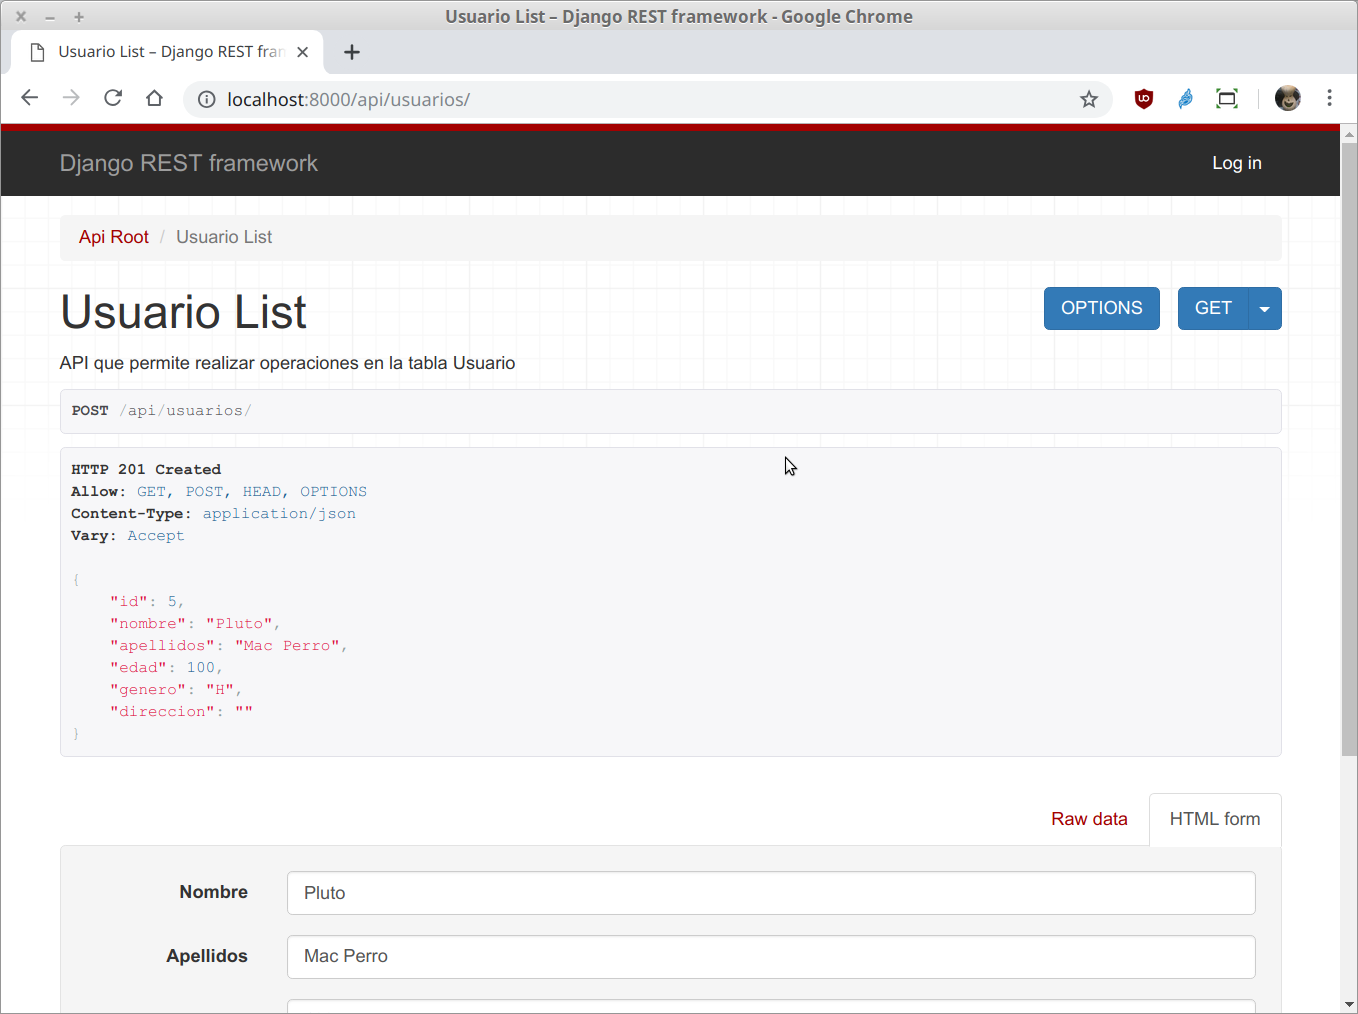 Usuario List – Django REST framework - Google Chrome
Usuario List – Django REST fran
localhost:8000/api/usuarios/
Django REST framework
Log in
Api Root / Usuario List
Usuario List
OPTIONS
GET
API que permite realizar operaciones en la tabla Usuario
POST /api/usuarios/
HTTP 201 Created
Allow: GET, POST, HEAD, OPTIONS
Content-Type: application/json
Vary: Accept
{
"id": 5,
"nombre": "Pluto",
"apellidos": "Mac Perro",
"edad": 100,
"genero": "H",
"direccion": ""
}
Raw data
HTML form
Nombre
Pluto
Apellidos
Mac Perro